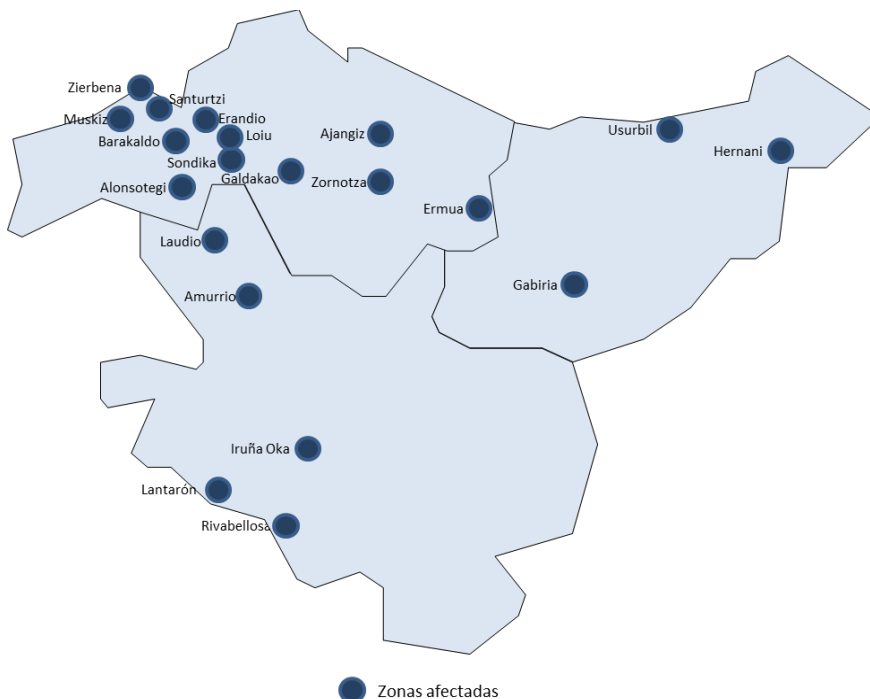 Zierbena
Santurtzi
Muskiz
Erandio
Loiu
Barakaldo
Ajangiz
Usurbil
Hernani
Sondika
Galdakao
Zornotza
Alonsotegi
Ermua
Laudio
Gabiria
Amurrio
Iruña Oka
Lantarón
Rivabellosa
Zonas afectadas